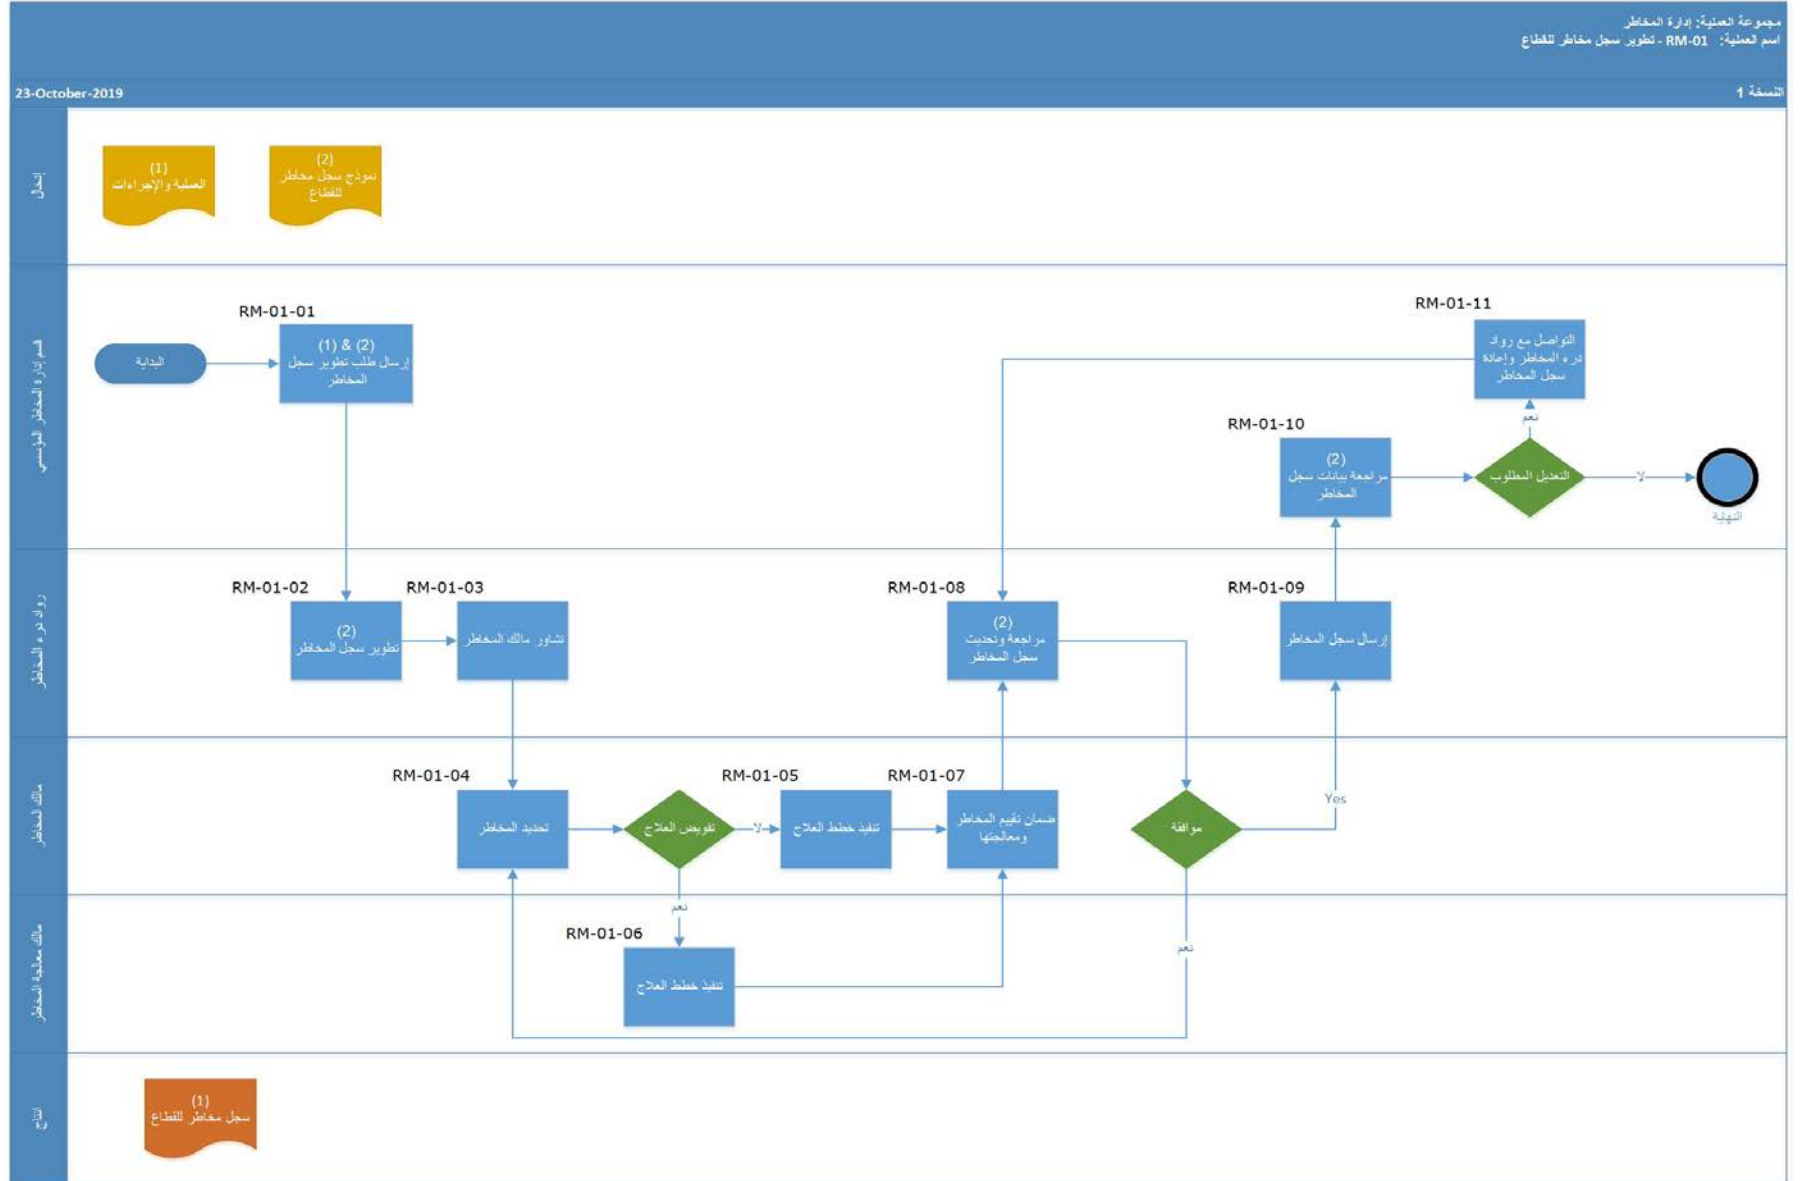 مجموعة العملية: إدارة المخاطر
اسم العملية: RM-01 - تطوير سجل مخاطر للقطاع
النسخة 1
23-October-2019
إدخال
(1)
العملية والإجراءات
(2)
نموذج سجل مخاطر
للقطاع
قسم إدارة المخاطر المؤسسي
البداية
RM-01-01
(1) & (2)
إرسال طلب تطوير سجل
المخاطر
RM-01-11
التواصل مع رواد
درء المخاطر وإعادة
سجل المخاطر
نعم
RM-01-10
(2)
مراجعة بيانات سجل
المخاطر
التعديل المطلوب
لا
النهاية
رواد درء المخاطر
RM-01-02
(2)
تطوير سجل المخاطر
RM-01-03
تشاور مالك المخاطر
RM-01-08
(2)
مراجعة وتحديث
سجل المخاطر
RM-01-09
إرسال سجل المخاطر
مالك المخاطر
RM-01-04
تحديد المخاطر
تفويض العلاج
لا
RM-01-05
تنفيذ خطط العلاج
RM-01-07
ضمان تقييم المخاطر
ومعالجتها
موافقة
Yes
نعم
مالك معالجة المخاطر
RM-01-06
تنفيذ خطط العلاج
نعم
انتاج
(1)
سجل مخاطر للقطاع